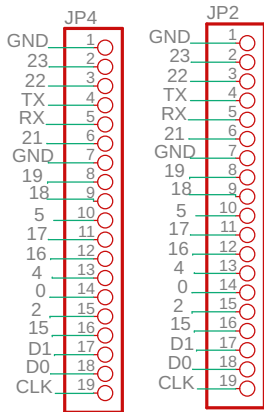 JP4
GND 1
23 2
22 3
TX 4
RX 5
21 6
GND 7
19 8
18 9
5 10
17 11
16 12
4 13
0 14
2 15
15 16
D1 17
D0 18
CLK 19
JP2
GND 1
23 2
22 3
TX 4
RX 5
21 6
GND 7
19 8
18 9
5 10
17 11
16 12
4 13
0 14
2 15
15 16
D1 17
D0 18
CLK 19